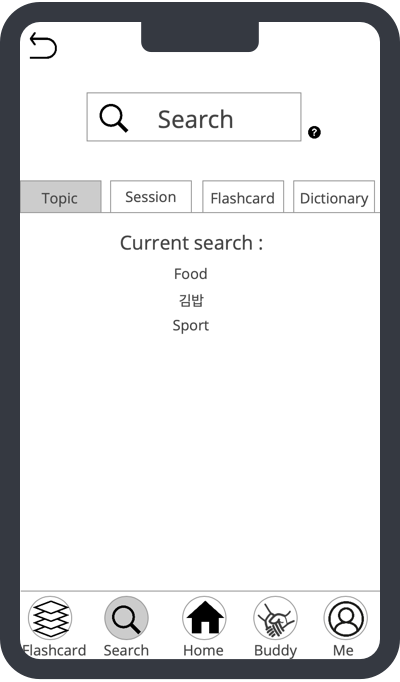 Search
?
Topic Session Flashcard Dictionary
Current search :
Food
김밥
Sport
Flashcard Search Home Buddy Me